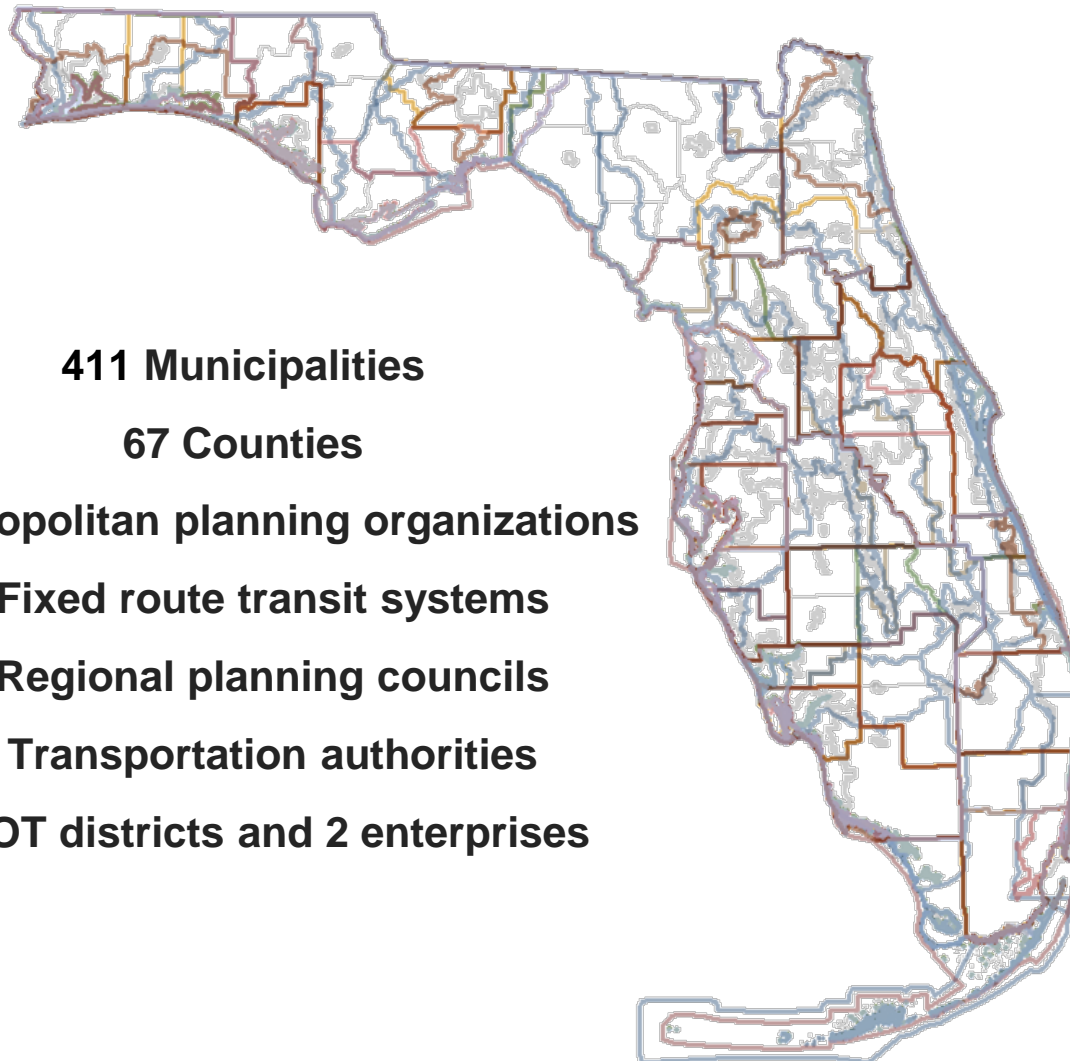 411 Municipalities
67 Counties
opolitan planning organizations
Fixed route transit systems
Regional planning councils
Transportation authorities
OT districts and 2 enterprises